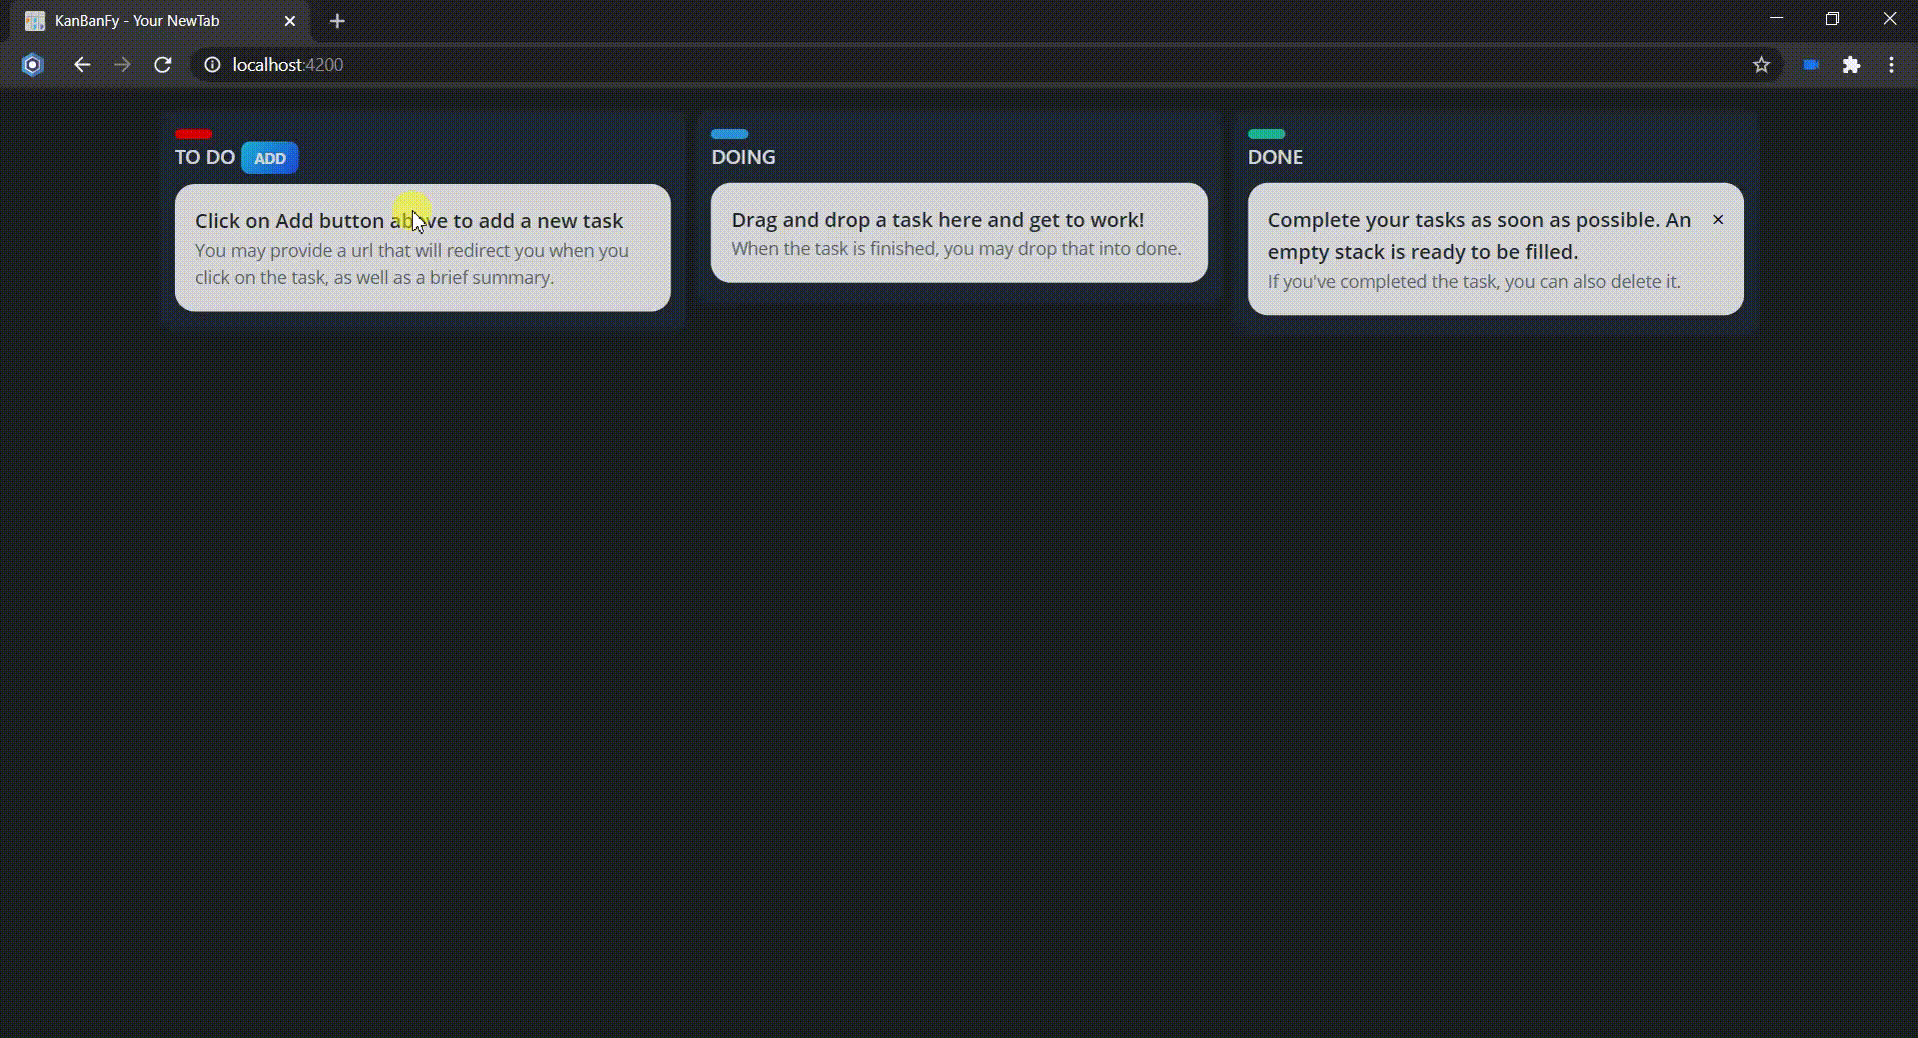 KanBanFy - Your NewTab
localhost:4200
TO DO ADD
Click on Add button above to add a new task
You may provide a url that will redirect you when you
click on the task, as well as a brief summary.
DOING
Drag and drop a task here and get to work!
When the task is finished, you may drop that into done.
DONE
Complete your tasks as soon as possible. An
empty stack is ready to be filled.
If you've completed the task, you can also delete it.